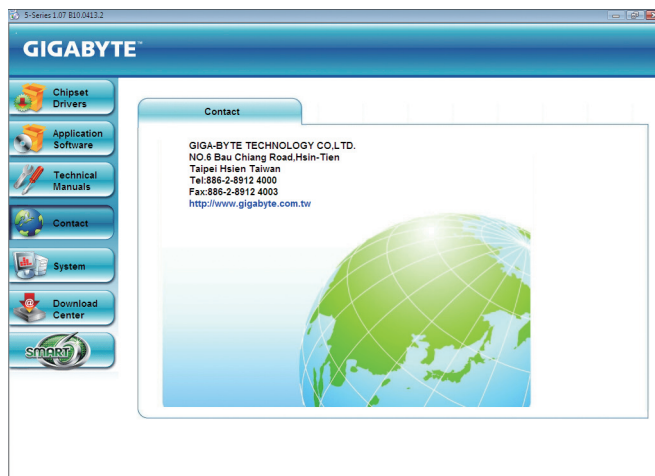 5-Series 1.07 B10.0413.2
GIGABYTE™
Chipset
Drivers
Application
Software
Technical
Manuals
Contact
System
Download
Center
SMART
Contact
GIGA-BYTE TECHNOLOGY CO,LTD.
NO.6 Bau Chiang Road,Hsin-Tien
Taipei Hsien Taiwan
Tel:886-2-8912 4000
Fax:886-2-8912 4003
http://www.gigabyte.com.tw